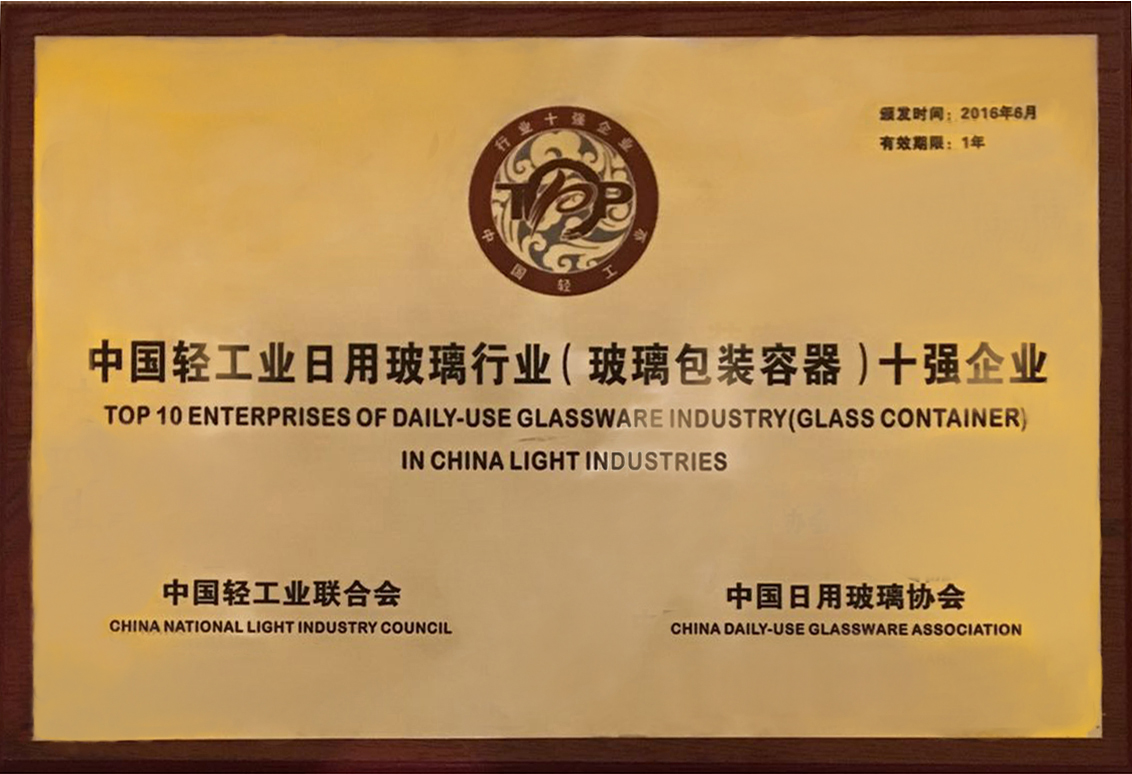 颁发时间：2016年6月
有效期限：1年
行业十强企业
TOP
中国轻工业
中国轻工业日用玻璃行业（玻璃包装容器）十强企业
TOP 10 ENTERPRISES OF DAILY-USE GLASSWARE INDUSTRY(GLASS CONTAINER)
IN CHINA LIGHT INDUSTRIES
中国轻工业联合会
CHINA NATIONAL LIGHT INDUSTRY COUNCIL
中国日用玻璃协会
CHINA DAILY-USE GLASSWARE ASSOCIATION